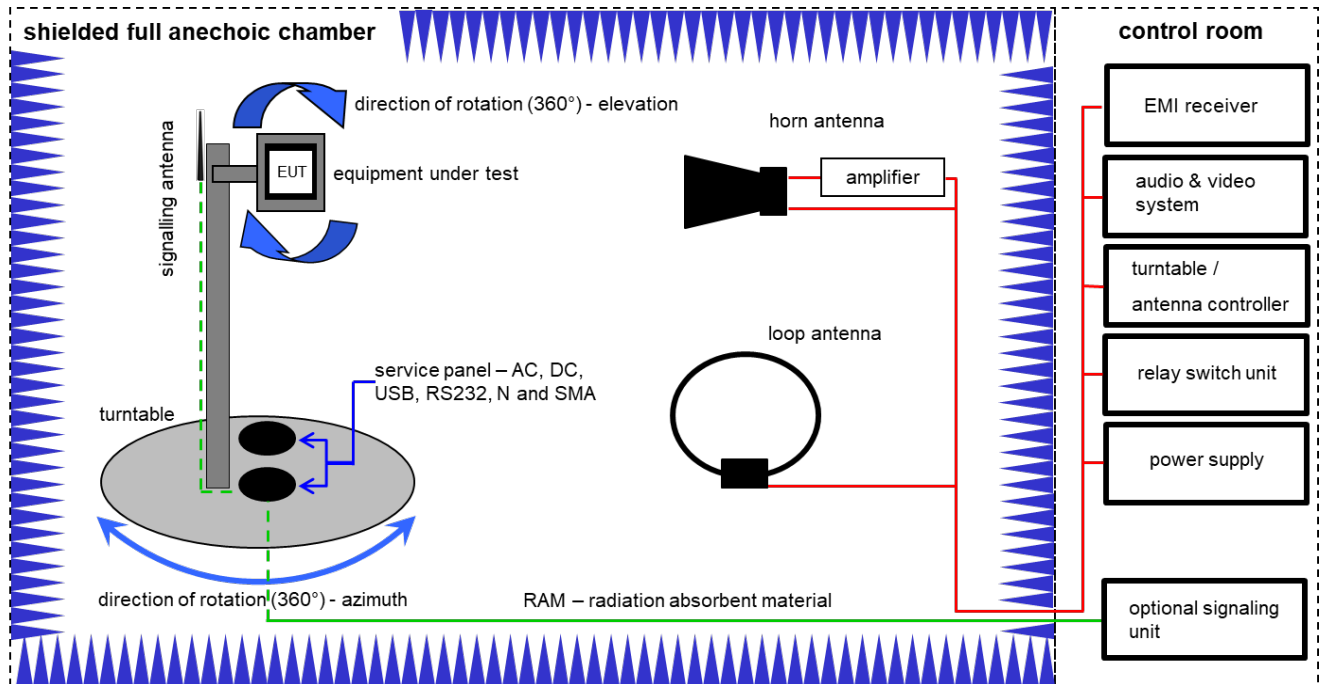 shielded full anechoic chamber
control room
direction of rotation (360°) - elevation
signalling antenna
EUT
equipment under test
horn antenna
amplifier
loop antenna
service panel – AC, DC,
USB, RS232, N and SMA
turntable
direction of rotation (360°) - azimuth
RAM – radiation absorbent material
EMI receiver
audio & video
system
turntable /
antenna controller
relay switch unit
power supply
optional signaling
unit